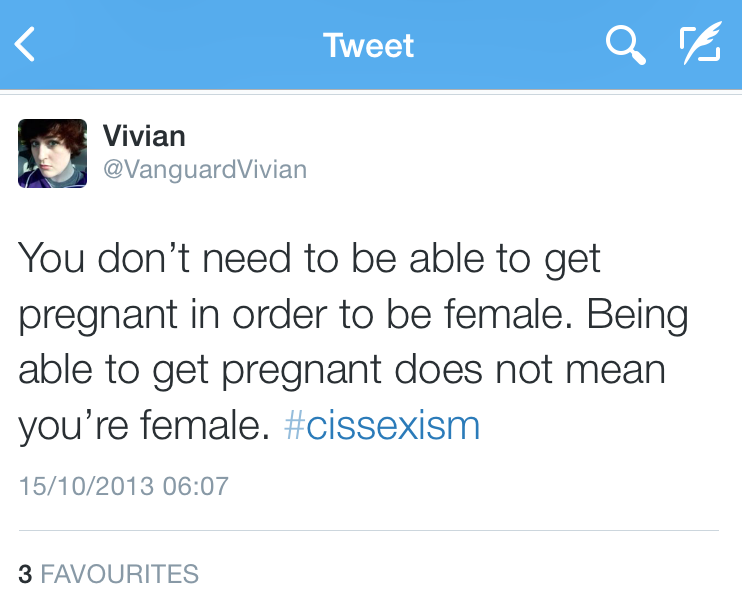 Tweet
Vivian
@VanguardVivian
You don’t need to be able to get
pregnant in order to be female. Being
able to get pregnant does not mean
you’re female. #cissexism
15/10/2013 06:07
3 FAVOURITES